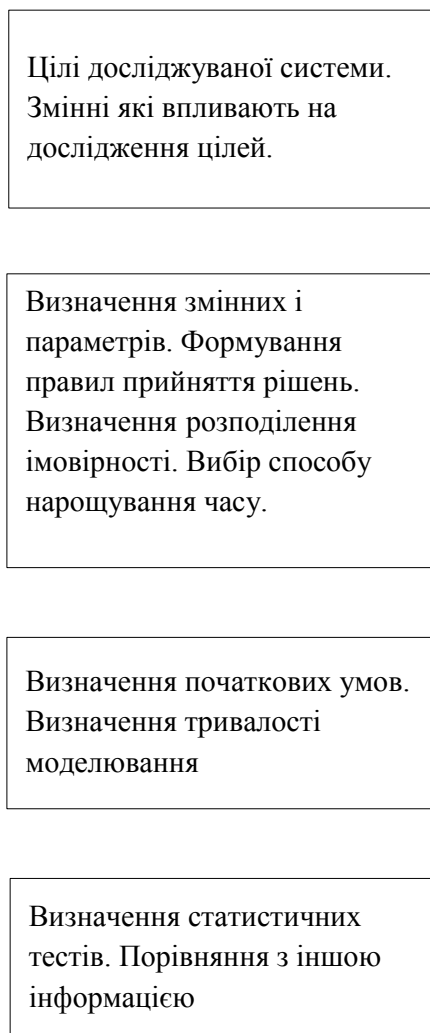 Цілі досліджуваної системи.
Змінні які впливають на
дослідження цілей.
Визначення змінних і
параметрів. Формування
правил прийняття рішень.
Визначення розподілення
імовірності. Вибір способу
нарощування часу.
Визначення початкових умов.
Визначення тривалості
моделювання
Визначення статистичних
тестів. Порівняння з іншою
інформацією